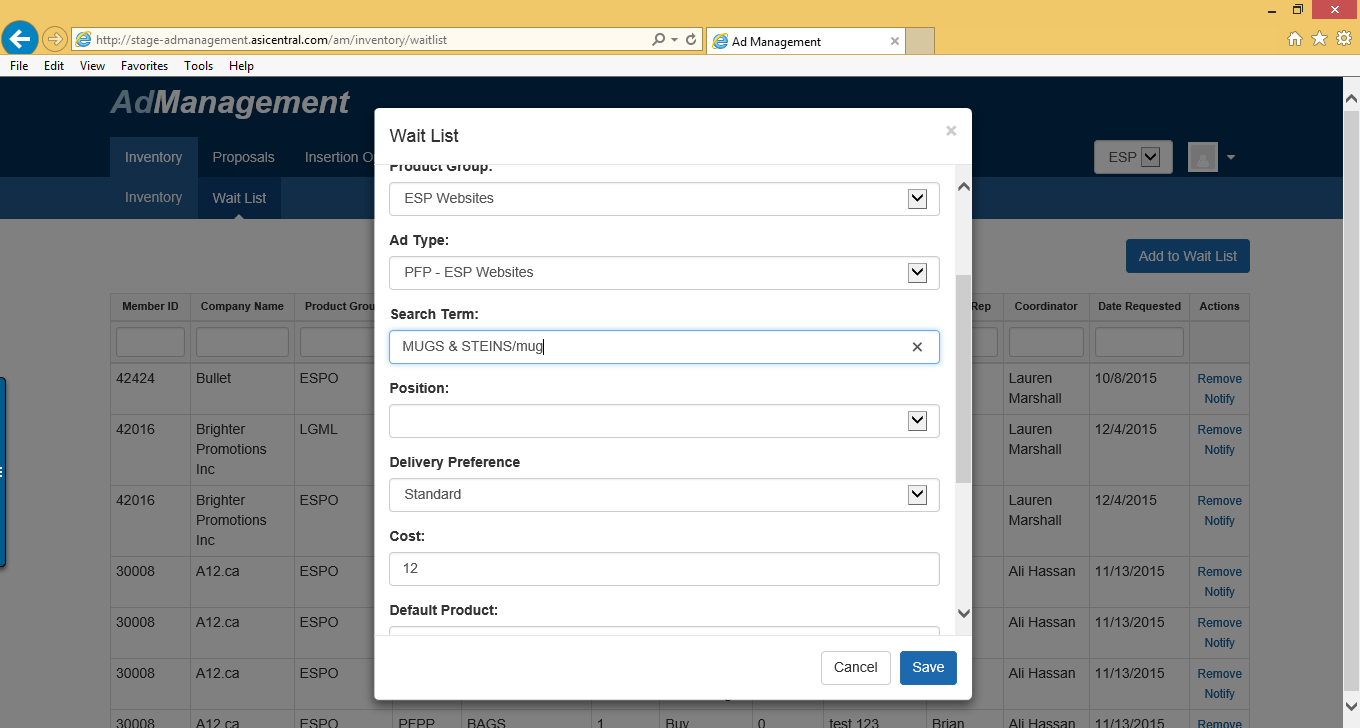 http://stage-admanagement.asicentral.com/am/inventory/waitlist
Ad Management
File Edit View Favorites Tools Help
AdManagement
Inventory Proposals Insertion O
ESP
Inventory Wait List
Add to Wait List
Wait List
Product Group:
ESP Websites
Ad Type:
PFP - ESP Websites
Search Term:
MUGS & STEINS/mug
Position:
Delivery Preference
Standard
Cost:
12
Default Product:
Cancel Save
Member ID Company Name Product Grou Rep Coordinator Date Requested Actions
42424 Bullet ESPO Lauren Marshall 10/8/2015 Remove Notify
42016 Brighter Promotions Inc LGML Lauren Marshall 12/4/2015 Remove Notify
42016 Brighter Promotions Inc ESPO Lauren Marshall 12/4/2015 Remove Notify
30008 A12.ca ESPO Ali Hassan 11/13/2015 Remove Notify
30008 A12.ca ESPO Ali Hassan 11/13/2015 Remove Notify
30008 A12.ca ESPO Ali Hassan 11/13/2015 Remove Notify
30008 A12.ca ESPO PFPP BAGS 1 Buy 0 test 123 Brian 11/13/2015 Remove